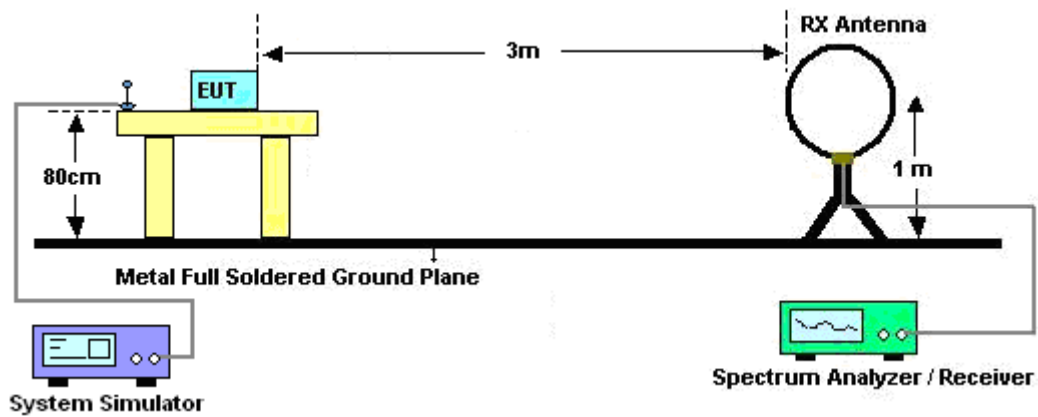 RX Antenna
3m
EUT
80cm
1 m
Metal Full Soldered Ground Plane
System Simulator
Spectrum Analyzer / Receiver